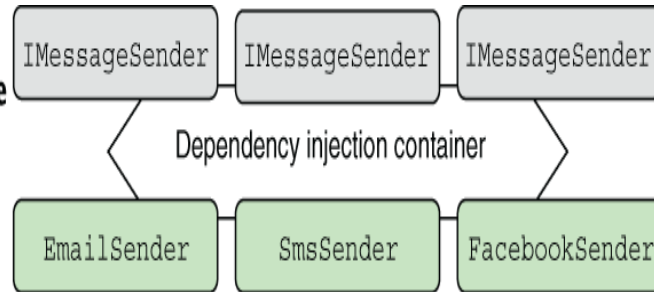 IMessageSender IMessageSender IMessageSender
e
Dependency injection container
EmailSender SmsSender FacebookSender